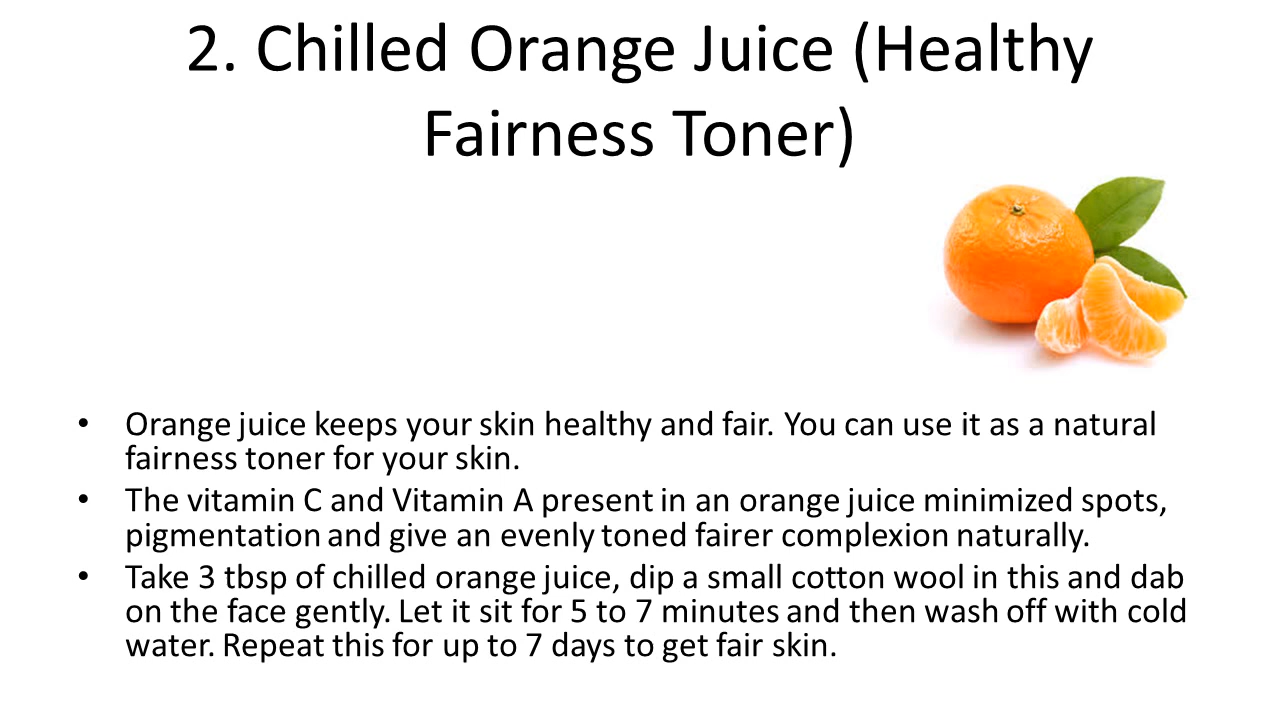 2. Chilled Orange Juice (Healthy
Fairness Toner)
• Orange juice keeps your skin healthy and fair. You can use it as a natural
fairness toner for your skin.
• The vitamin C and Vitamin A present in an orange juice minimized spots,
pigmentation and give an evenly toned fairer complexion naturally.
• Take 3 tbsp of chilled orange juice, dip a small cotton wool in this and dab
on the face gently. Let it sit for 5 to 7 minutes and then wash off with cold
water. Repeat this for up to 7 days to get fair skin.